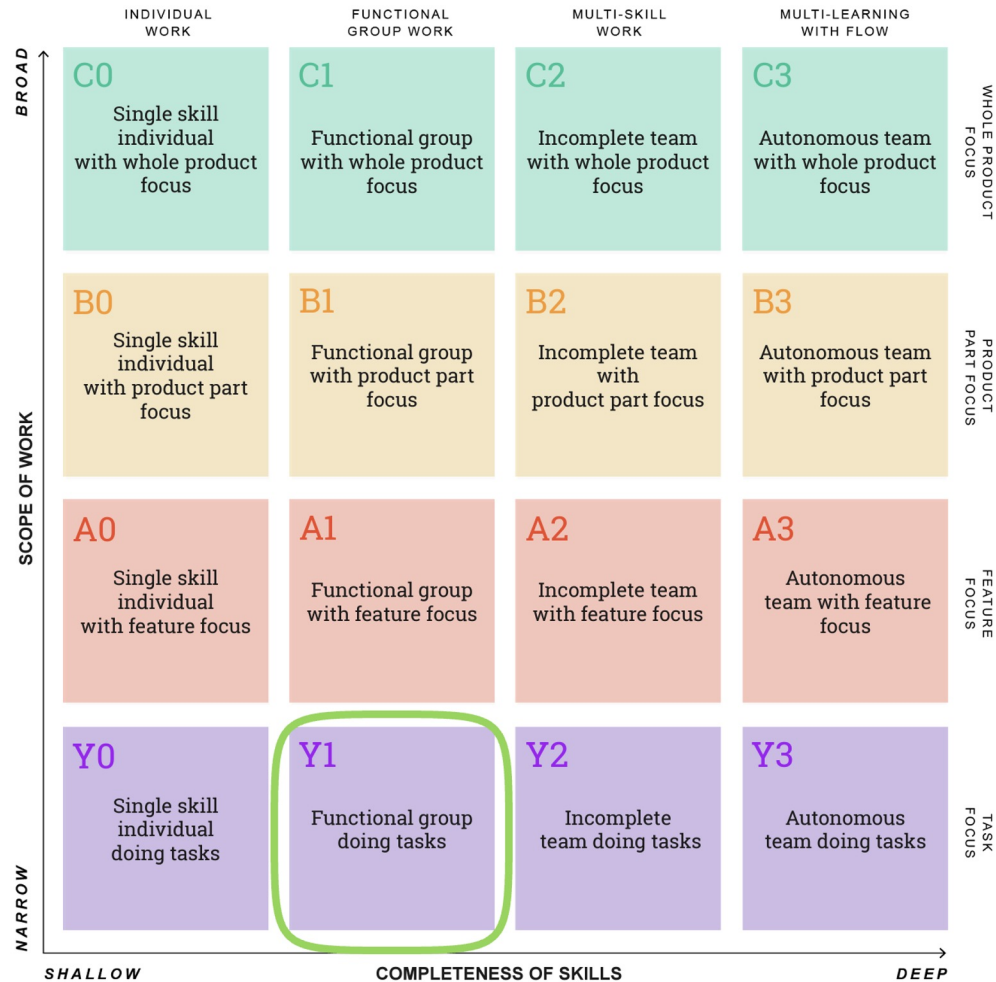 INDIVIDUAL
WORK
FUNCTIONAL
GROUP WORK
MULTI-SKILL
WORK
MULTI-LEARNING
WITH FLOW
BROAD
C0
Single skill
individual
with whole product
focus
C1
Functional group
with whole product
focus
C2
Incomplete team
with whole product
focus
C3
Autonomous team
with whole product
focus
WHOLE PRODUCT
FOCUS
B0
Single skill
individual
with product part
focus
B1
Functional group
with product part
focus
B2
Incomplete team
with
product part focus
B3
Autonomous team
with product part
focus
PRODUCT
PART FOCUS
SCOPE OF WORK
A0
Single skill
individual
with feature focus
A1
Functional group
with feature focus
A2
Incomplete team
with feature focus
A3
Autonomous
team with feature
focus
FEATURE
FOCUS
Y0
Single skill
individual
doing tasks
Y1
Functional group
doing tasks
Y2
Incomplete
team doing tasks
Y3
Autonomous
team doing tasks
TASK
FOCUS
NARROW
SHALLOW
COMPLETENESS OF SKILLS
DEEP